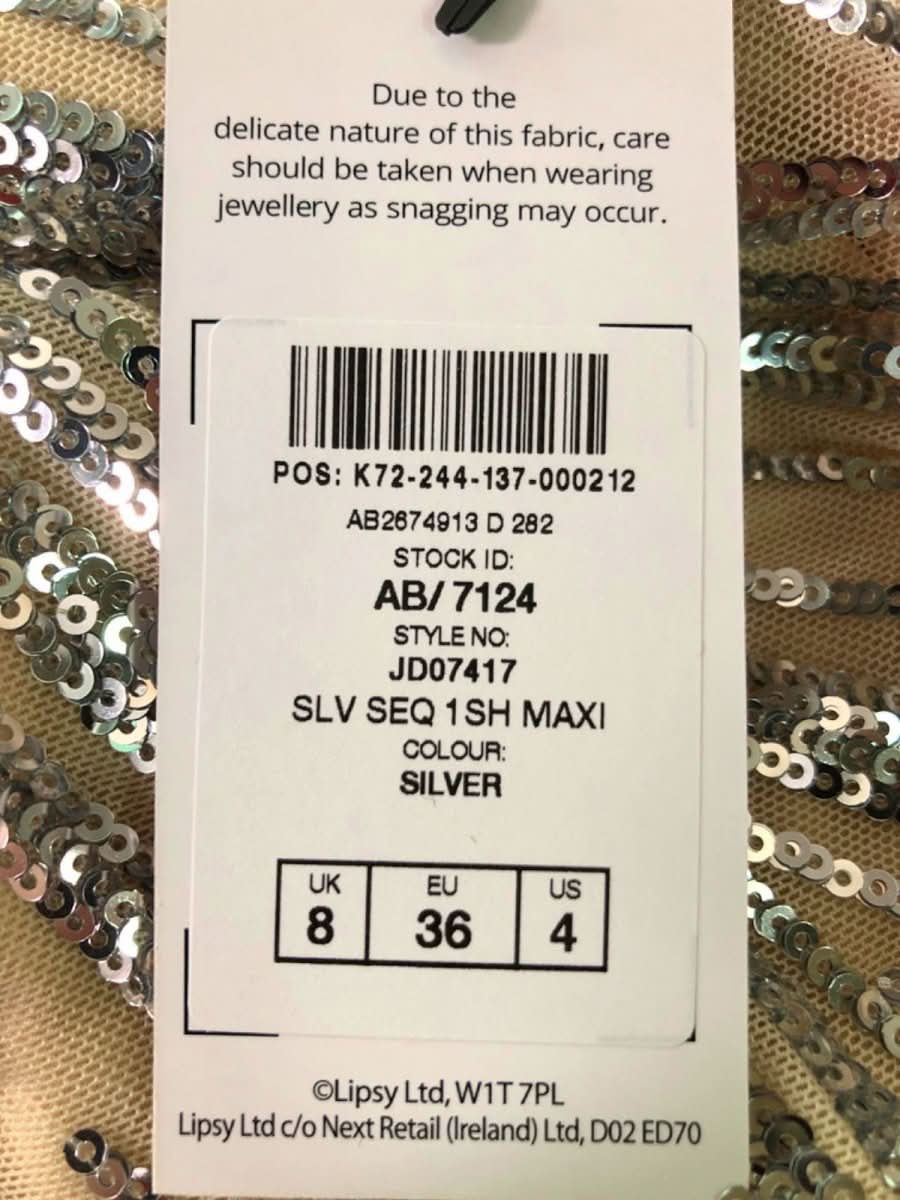 Due to the
delicate nature of this fabric, care
should be taken when wearing
jewellery as snagging may occur.
POS: K72-244-137-000212
AB2674913 D 282
STOCK ID:
AB/ 7124
STYLE NO:
JD07417
SLV SEQ 1SH MAXI
COLOUR:
SILVER
UK EU US
8 36 4
©Lipsy Ltd, W1T 7PL
Lipsy Ltd c/o Next Retail (Ireland) Ltd, D02 ED70